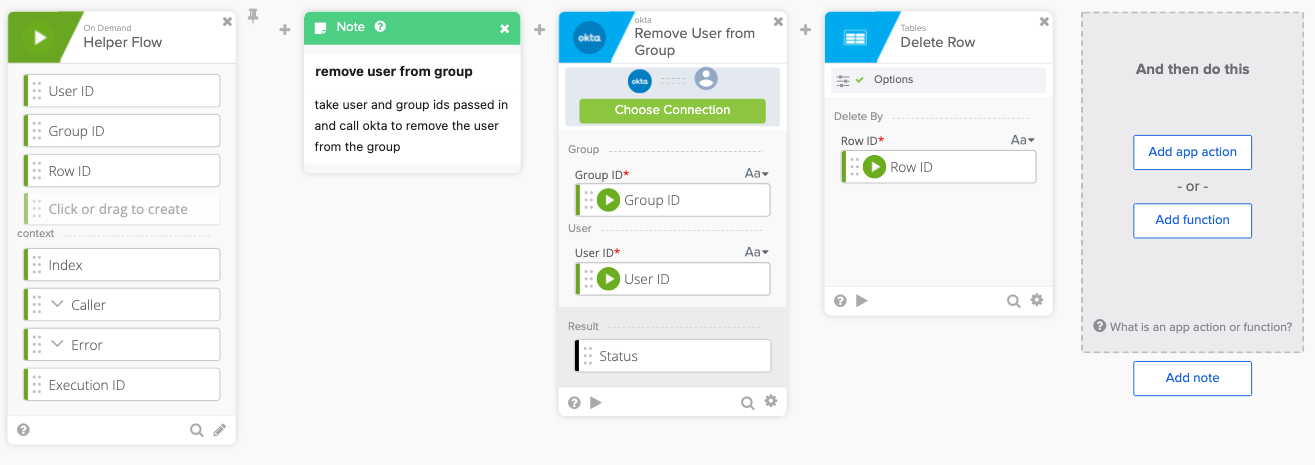 On Demand
Helper Flow
User ID
Group ID
Row ID
Click or drag to create
context
Index
Caller
Error
Execution ID
Note
remove user from group
take user and group ids passed in
and call okta to remove the user
from the group
okta
okta
Remove User from
Group
okta
Choose Connection
Group
Group ID*
Aa
Group ID
User
User ID*
Aa
User ID
Result
Status
Tables
Delete Row
Options
Delete By
Row ID*
Aa
Row ID
And then do this
Add app action
- or -
Add function
What is an app action or function?
Add note